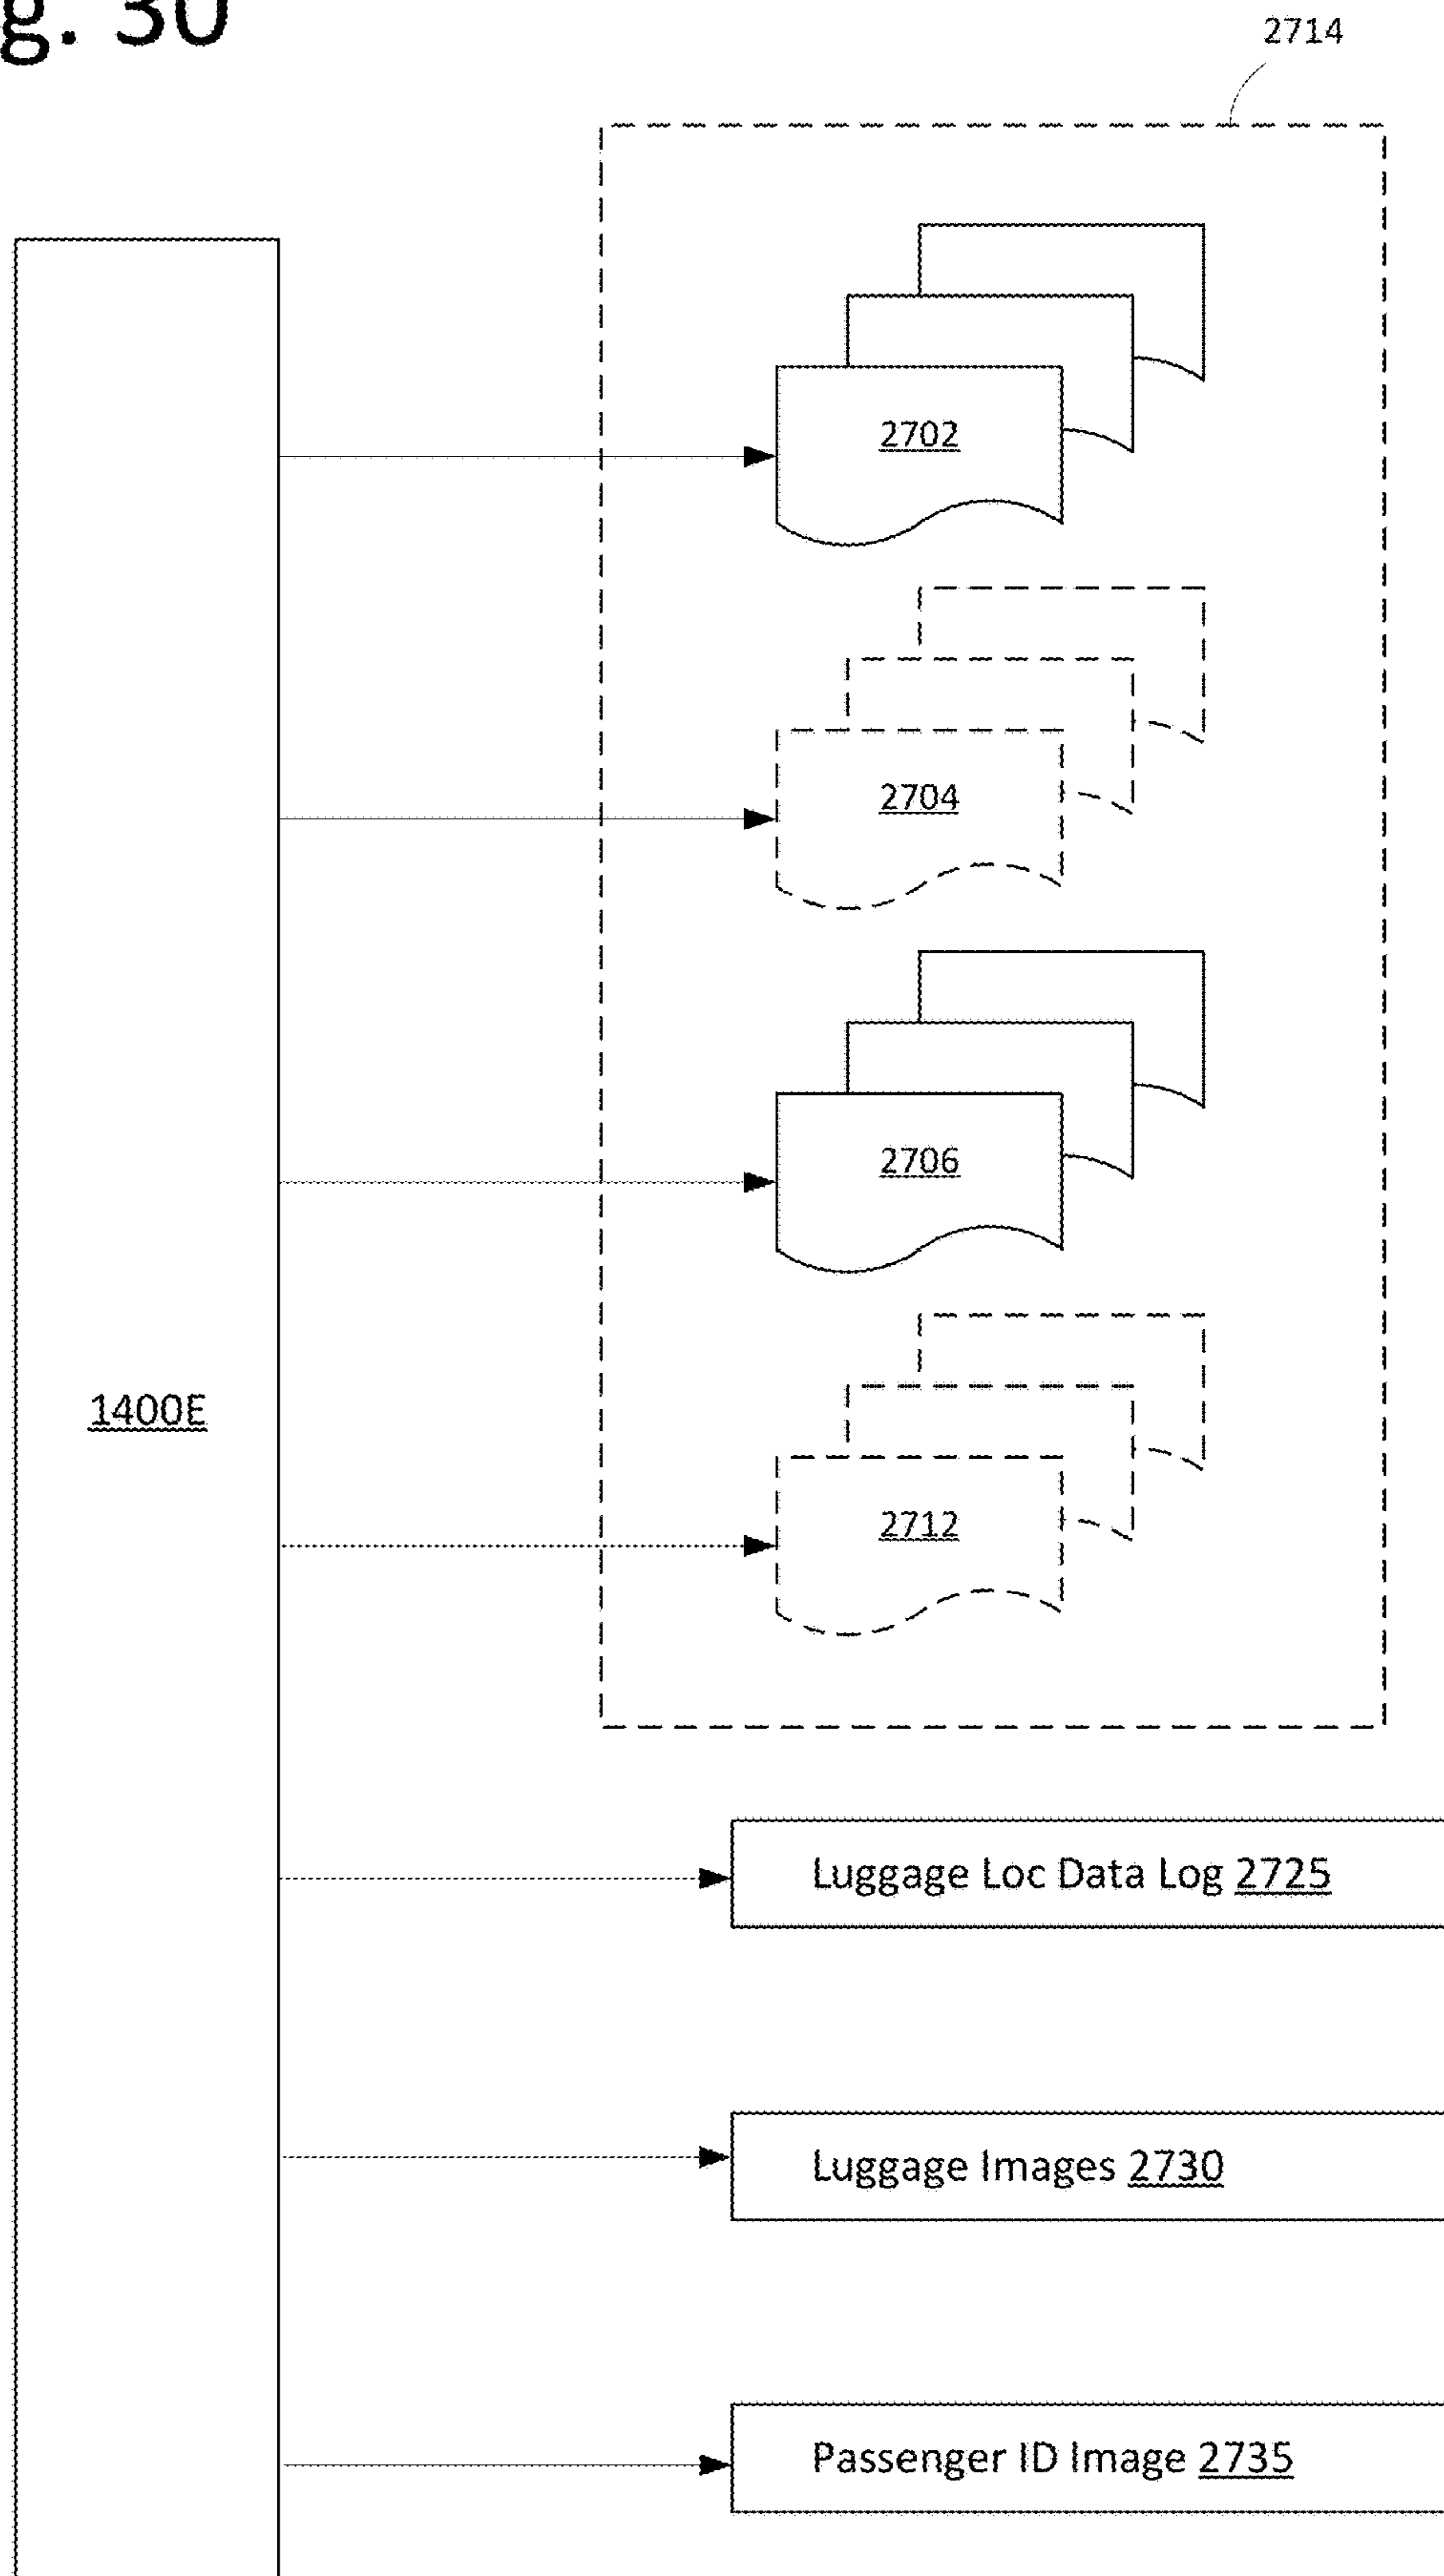 g. 30
2714
2702
2704
2706
1400E
2712
Luggage Loc Data Log 2725
Luggage Images 2730
Passenger ID Image 2735